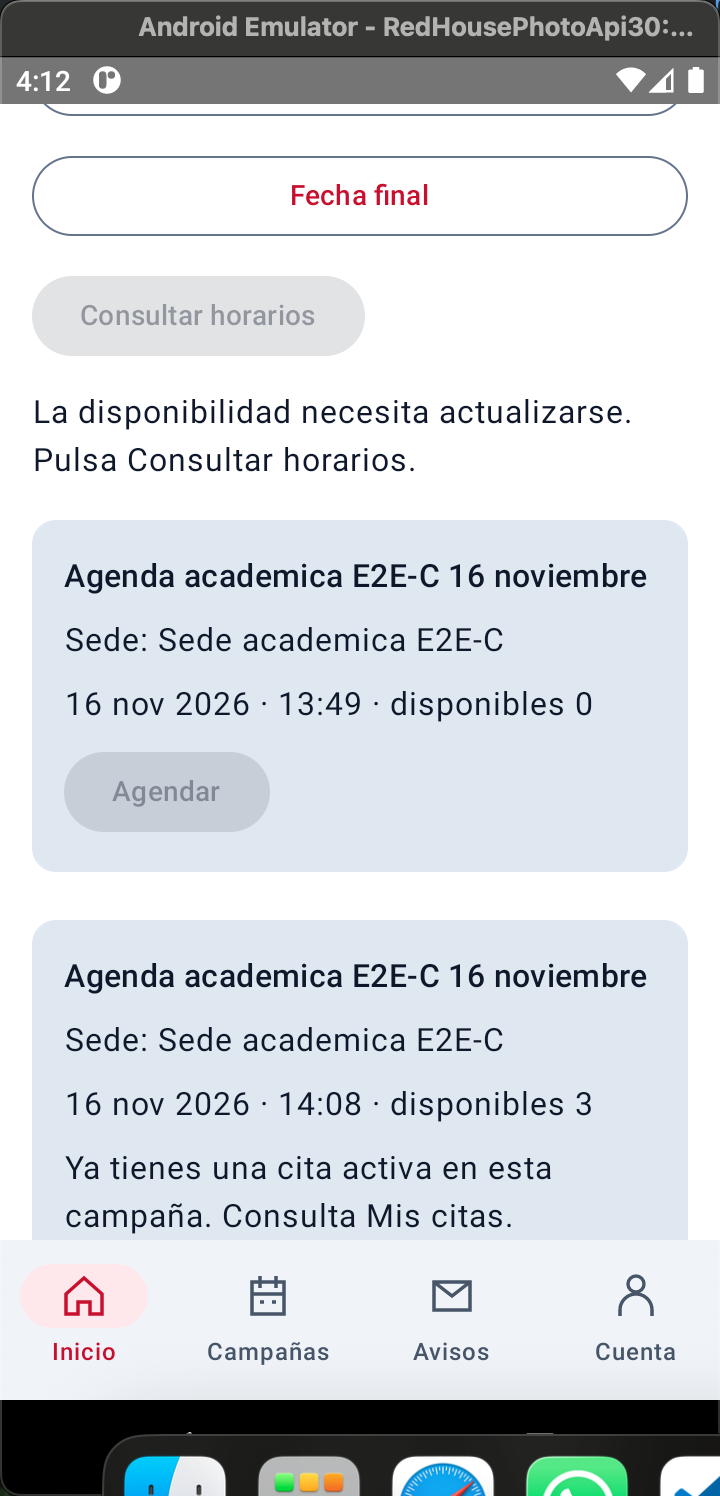 Android Emulator - RedHousePhotoApi30:...
4:12
Fecha final
Consultar horarios
La disponibilidad necesita actualizarse.
Pulsa Consultar horarios.
Agenda academica E2E-C 16 noviembre
Sede: Sede academica E2E-C
16 nov 2026 · 13:49 · disponibles 0
Agendar
Agenda academica E2E-C 16 noviembre
Sede: Sede academica E2E-C
16 nov 2026 · 14:08 · disponibles 3
Ya tienes una cita activa en esta
campaña. Consulta Mis citas.
Inicio
Campañas
Avisos
Cuenta